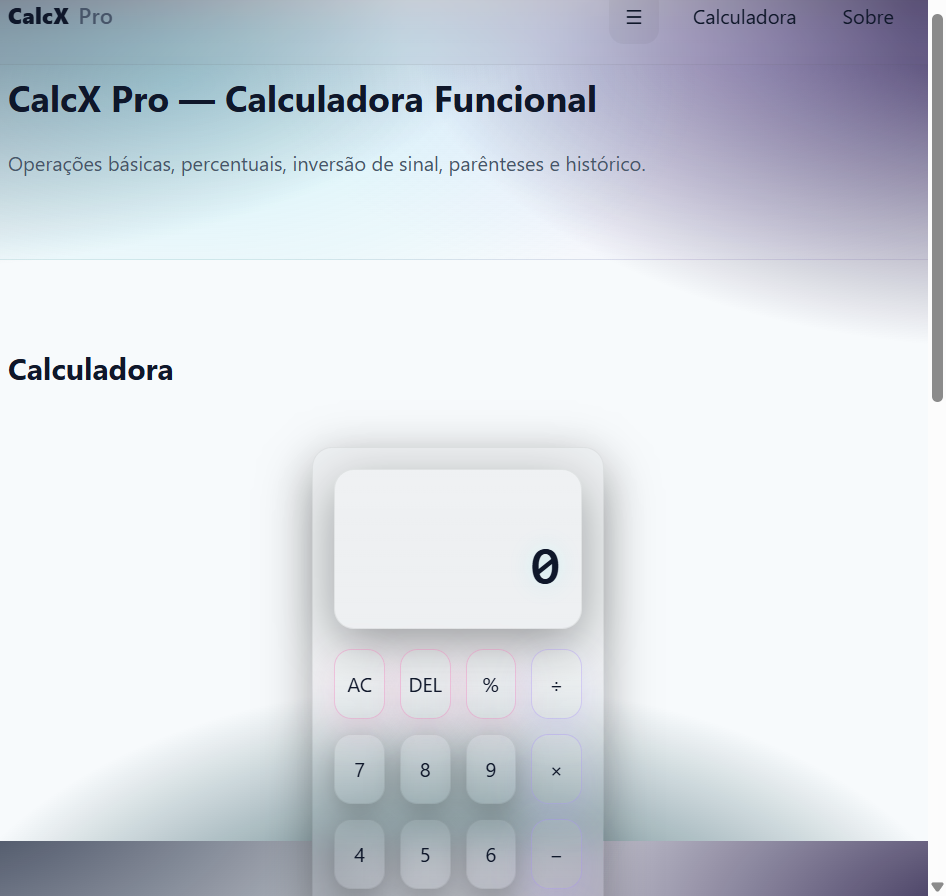 CalcX Pro ☰ Calculadora Sobre
CalcX Pro — Calculadora Funcional
Operações básicas, percentuais, inversão de sinal, parênteses e histórico.
Calculadora
0
AC DEL % ÷
7 8 9 ×
4 5 6 −